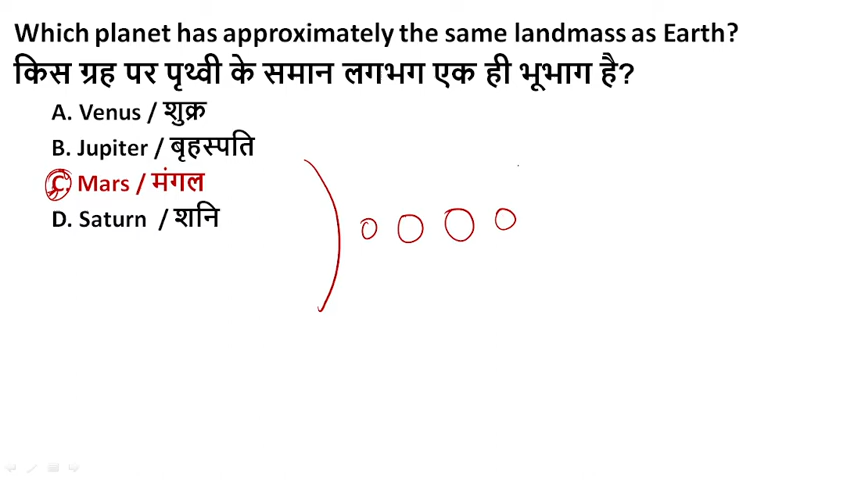 Which planet has approximately the same landmass as Earth?
किस ग्रह पर पृथ्वी के समान लगभग एक ही भूभाग है?
A. Venus / शुक्र
B. Jupiter / बृहस्पति
C. Mars / मंगल
D. Saturn / शनि